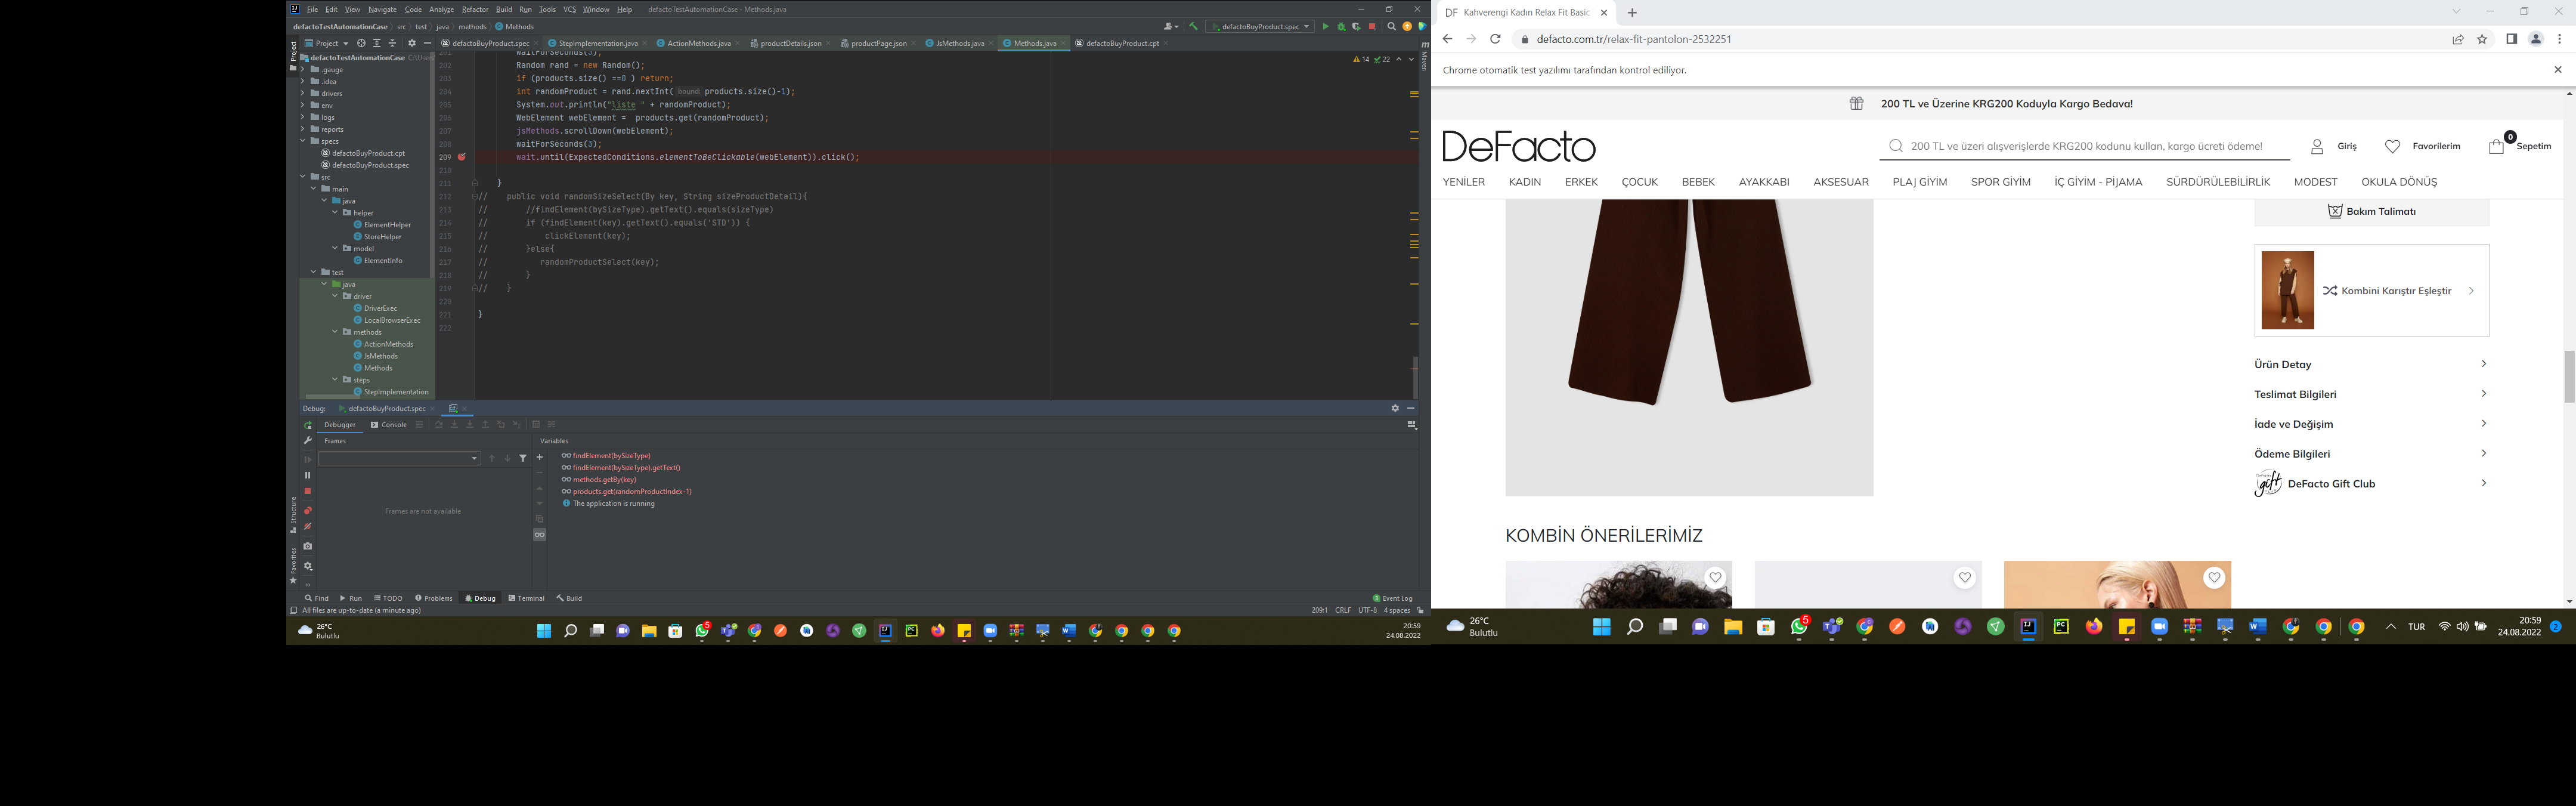 File Edit View Navigate Code Analyze Refactor Build Run Tools VCS Window Help defactoTestAutomationCase - Methods.java
defactoTestAutomationCase src test java methods Methods
defactoBuyProduct.spec
Project
defactoBuyProduct.spec StepImplementation.java ActionMethods.java productDetails.json productPage.json JsMethods.java Methods.java defactoBuyProduct.cpt
Project
Maven
Structure
Favorites
defactoTestAutomationCase C:\Users
.gauge
.idea
drivers
env
logs
reports
specs
defactoBuyProduct.cpt
defactoBuyProduct.spec
src
main
java
helper
ElementHelper
StoreHelper
model
ElementInfo
test
java
driver
DriverExec
LocalBrowserExec
methods
ActionMethods
JsMethods
Methods
steps
StepImplementation
14 22
201 waitForSeconds(3);
202 Random rand = new Random();
203 if (products.size() ==0 ) return;
204 int randomProduct = rand.nextInt( bound: products.size()-1);
205 System.out.println("liste " + randomProduct);
206 WebElement webElement =  products.get(randomProduct);
207 jsMethods.scrollDown(webElement);
208 waitForSeconds(3);
209 wait.until(ExpectedConditions.elementToBeClickable(webElement)).click();
210
211 }
212 // public void randomSizeSelect(By key, String sizeProductDetail){
213 // //findElement(bySizeType).getText().equals(sizeType)
214 // if (findElement(key).getText().equals('STD')) {
215 // clickElement(key);
216 // }else{
217 // randomProductSelect(key);
218 // }
219 // }
220
221 }
222
Debug: defactoBuyProduct.spec
Debugger Console
Frames
Variables
Frames are not available
findElement(bySizeType)
findElement(bySizeType).getText()
methods.getBy(key)
products.get(randomProductIndex-1)
The application is running
Find Run TODO Problems Debug Terminal Build
Event Log
All files are up-to-date (a minute ago)
209:1 CRLF UTF-8 4 spaces
26°C
Bulutlu
5
20:59
24.08.2022
DF Kahverengi Kadın Relax Fit Basic
defacto.com.tr/relax-fit-pantolon-2532251
Chrome otomatik test yazılımı tarafından kontrol ediliyor.
200 TL ve Üzerine KRG200 Koduyla Kargo Bedava!
DeFacto
200 TL ve üzeri alışverişlerde KRG200 kodunu kullan, kargo ücreti ödeme!
Giriş
Favorilerim
0
Sepetim
YENİLER KADIN ERKEK ÇOCUK BEBEK AYAKKABI AKSESUAR PLAJ GİYİM SPOR GİYİM İÇ GİYİM - PİJAMA SÜRDÜRÜLEBİLİRLİK MODEST OKULA DÖNÜŞ
Bakım Talimatı
Kombini Karıştır Eşleştir
Ürün Detay
Teslimat Bilgileri
İade ve Değişim
Ödeme Bilgileri
gift DeFacto Gift Club
KOMBİN ÖNERİLERİMİZ
26°C
Bulutlu
5
TUR
20:59
24.08.2022
2